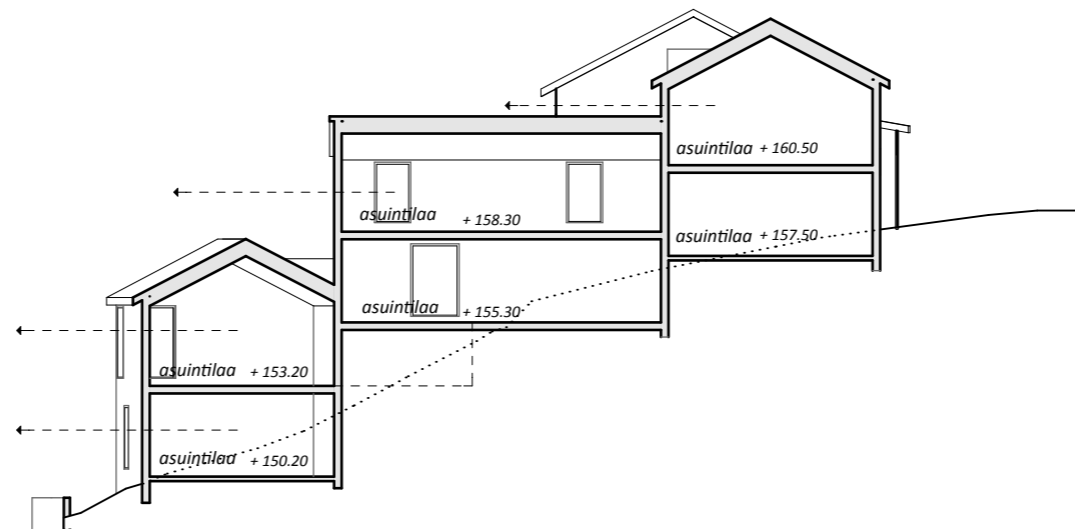 asuintilaa + 160.50
asuintilaa + 158.30
asuintilaa + 157.50
asuintilaa + 155.30
asuintilaa + 153.20
asuintilaa + 150.20